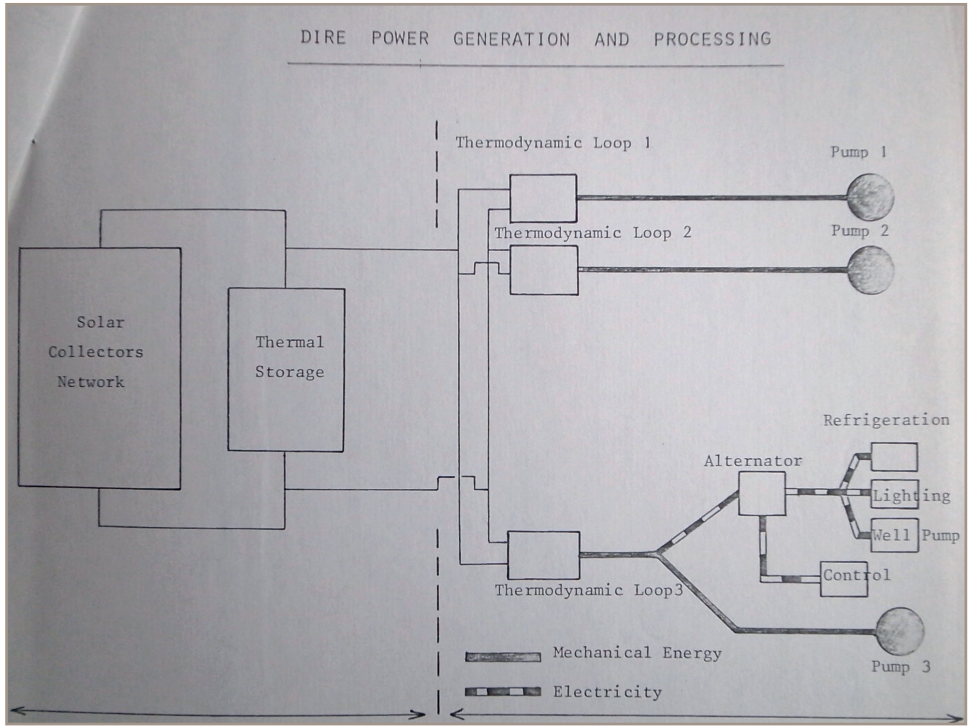 DIRE POWER GENERATION AND PROCESSING
Thermodynamic Loop 1
Pump 1
Thermodynamic Loop 2
Pump 2
Solar
Collectors
Network
Thermal
Storage
Refrigeration
Alternator
Lighting
Well Pump
Control
Thermodynamic Loop3
Mechanical Energy
Pump 3
Electricity